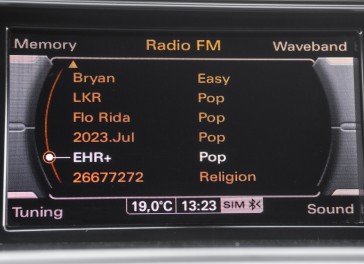 Memory Radio FM Waveband
Bryan Easy
LKR Pop
Flo Rida Pop
2023.Jul Pop
EHR+ Pop
26677272 Religion
Tuning 19,0°C 13:23 SIM Sound